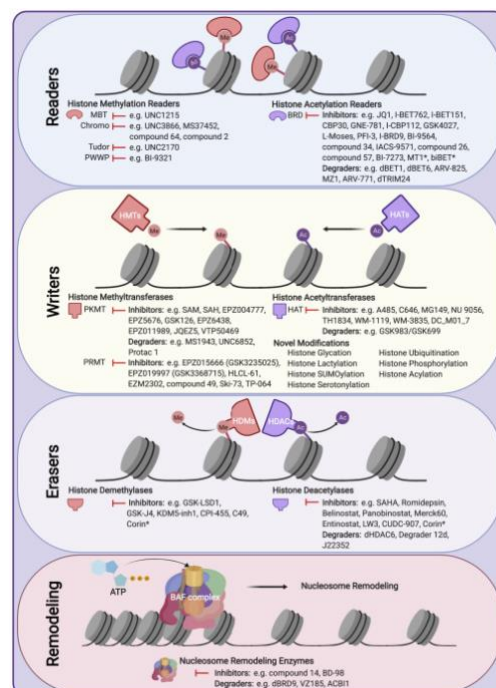 Readers
Me
Ac
Me
Me
Histone Methylation Readers
MBT e.g. UNC1215
Chromo e.g. UNC3866, MS37452,
compound 64, compound 2
Tudor e.g. UNC2170
PWWP e.g. BI-9321
Histone Acetylation Readers
BRD Inhibitors: e.g. JQ1, I-BET762, I-BET151,
CBP30, GNE-781, I-CBP112, GSK4027,
L-Moses, PFI-3, I-BRD9, BI-9564,
compound 34, IACS-9571, compound 26,
compound 57, BI-7273, MT1*, biBET*
Degraders: e.g. dBET1, dBET6, ARV-825,
MZ1, ARV-771, dTRIM24
Writers
HMTs
Me
Me
Ac
Ac
HATs
Histone Methyltransferases
PKMT Inhibitors: e.g. SAM, SAH, EPZ004777,
EPZ5676, GSK126, EPZ6438,
EPZ011989, JQEZ5, VTP50469
Degraders: e.g. MS1943, UNC6852,
Protac 1
PRMT Inhibitors: e.g. EPZ015666 (GSK3235025),
EPZ019997 (GSK3368715), HLCL-61,
EZM2302, compound 49, Ski-73, TP-064
Histone Acetyltransferases
HAT Inhibitors: e.g. A485, C646, MG149, NU 9056,
TH1834, WM-1119, WM-3835, DC_M01_7
Degraders: e.g. GSK983/GSK699
Novel Modifications
Histone Glycation Histone Ubiquitination
Histone Lactylation Histone Phosphorylation
Histone SUMOylation Histone Acylation
Histone Serotonylation
Erasers
Me
Me
HDMs
HDACs
Ac
Ac
Histone Demethylases
Inhibitors: e.g. GSK-LSD1,
GSK-J4, KDM5-inh1, CPI-455, C49,
Corin*
Histone Deacetylases
Inhibitors: e.g. SAHA, Romidepsin,
Belinostat, Panobinostat, Merck60,
Entinostat, LW3, CUDC-907, Corin*
Degraders: dHDAC6, Degrader 12d,
J22352
Remodeling
ATP
BAF complex
Nucleosome Remodeling
Nucleosome Remodeling Enzymes
Inhibitors: e.g. compound 14, BD-98
Degraders: e.g. dBRD9, VZ185, ACBI1